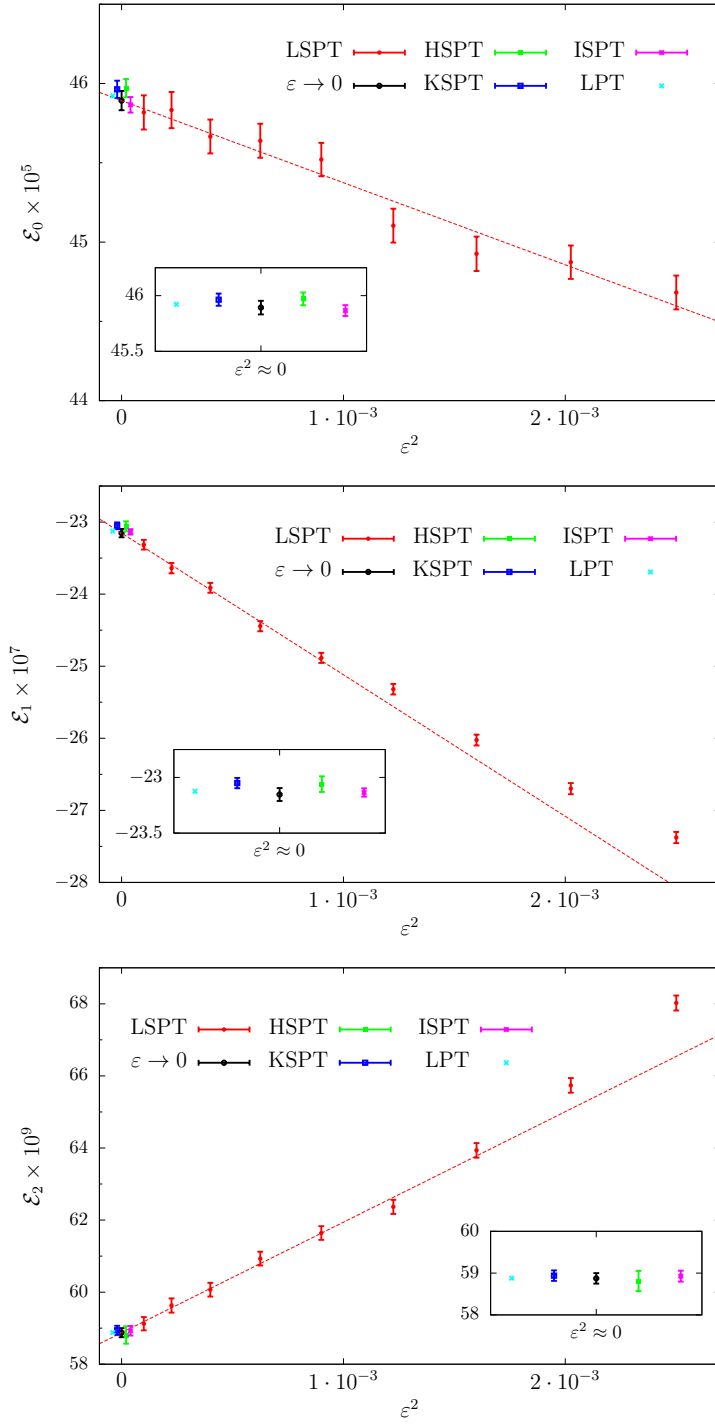 LSPT HSPT ISPT
ε → 0 KSPT LPT
46
45
44
ℰ₀ × 10⁵
46
45.5
ε² ≈ 0
0 1 · 10⁻³ 2 · 10⁻³
ε²
LSPT HSPT ISPT
ε → 0 KSPT LPT
−23
−24
−25
−26
−27
−28
ℰ₁ × 10⁷
−23
−23.5
ε² ≈ 0
0 1 · 10⁻³ 2 · 10⁻³
ε²
LSPT HSPT ISPT
ε → 0 KSPT LPT
68
66
64
62
60
58
ℰ₂ × 10⁹
60
59
58
ε² ≈ 0
0 1 · 10⁻³ 2 · 10⁻³
ε²